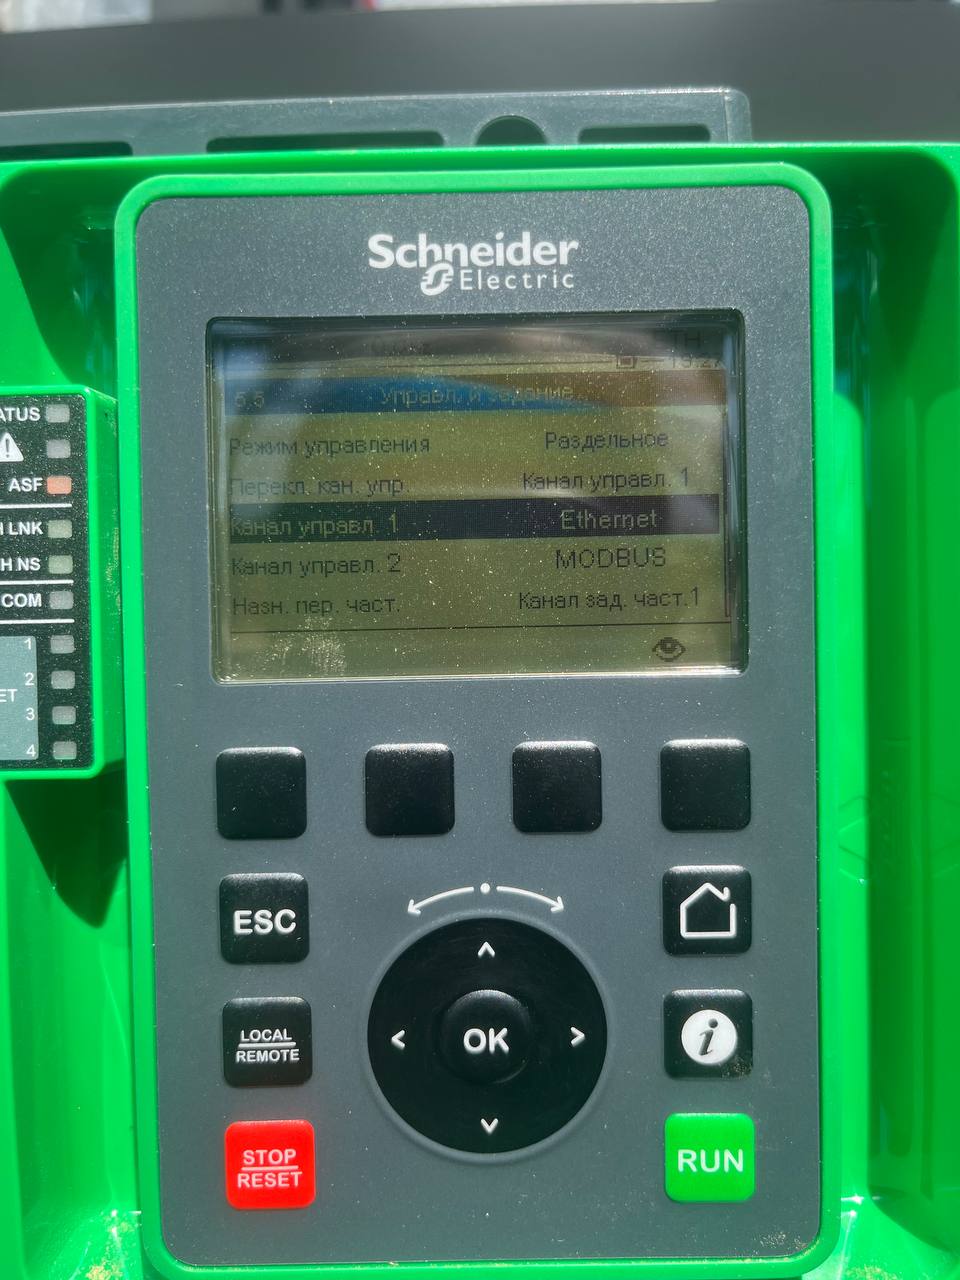 Schneider
Electric
5.5 Управл. и задание
Режим управления Раздельное
Перекл. кан. упр. Канал управл. 1
Канал управл. 1 Ethernet
Канал управл. 2 MODBUS
Назн. пер. част. Канал зад. част.1
ATUS
ASF
LNK
H NS
COM
1
2
ET
3
4
ESC
LOCAL
REMOTE
OK
i
STOP
RESET
RUN